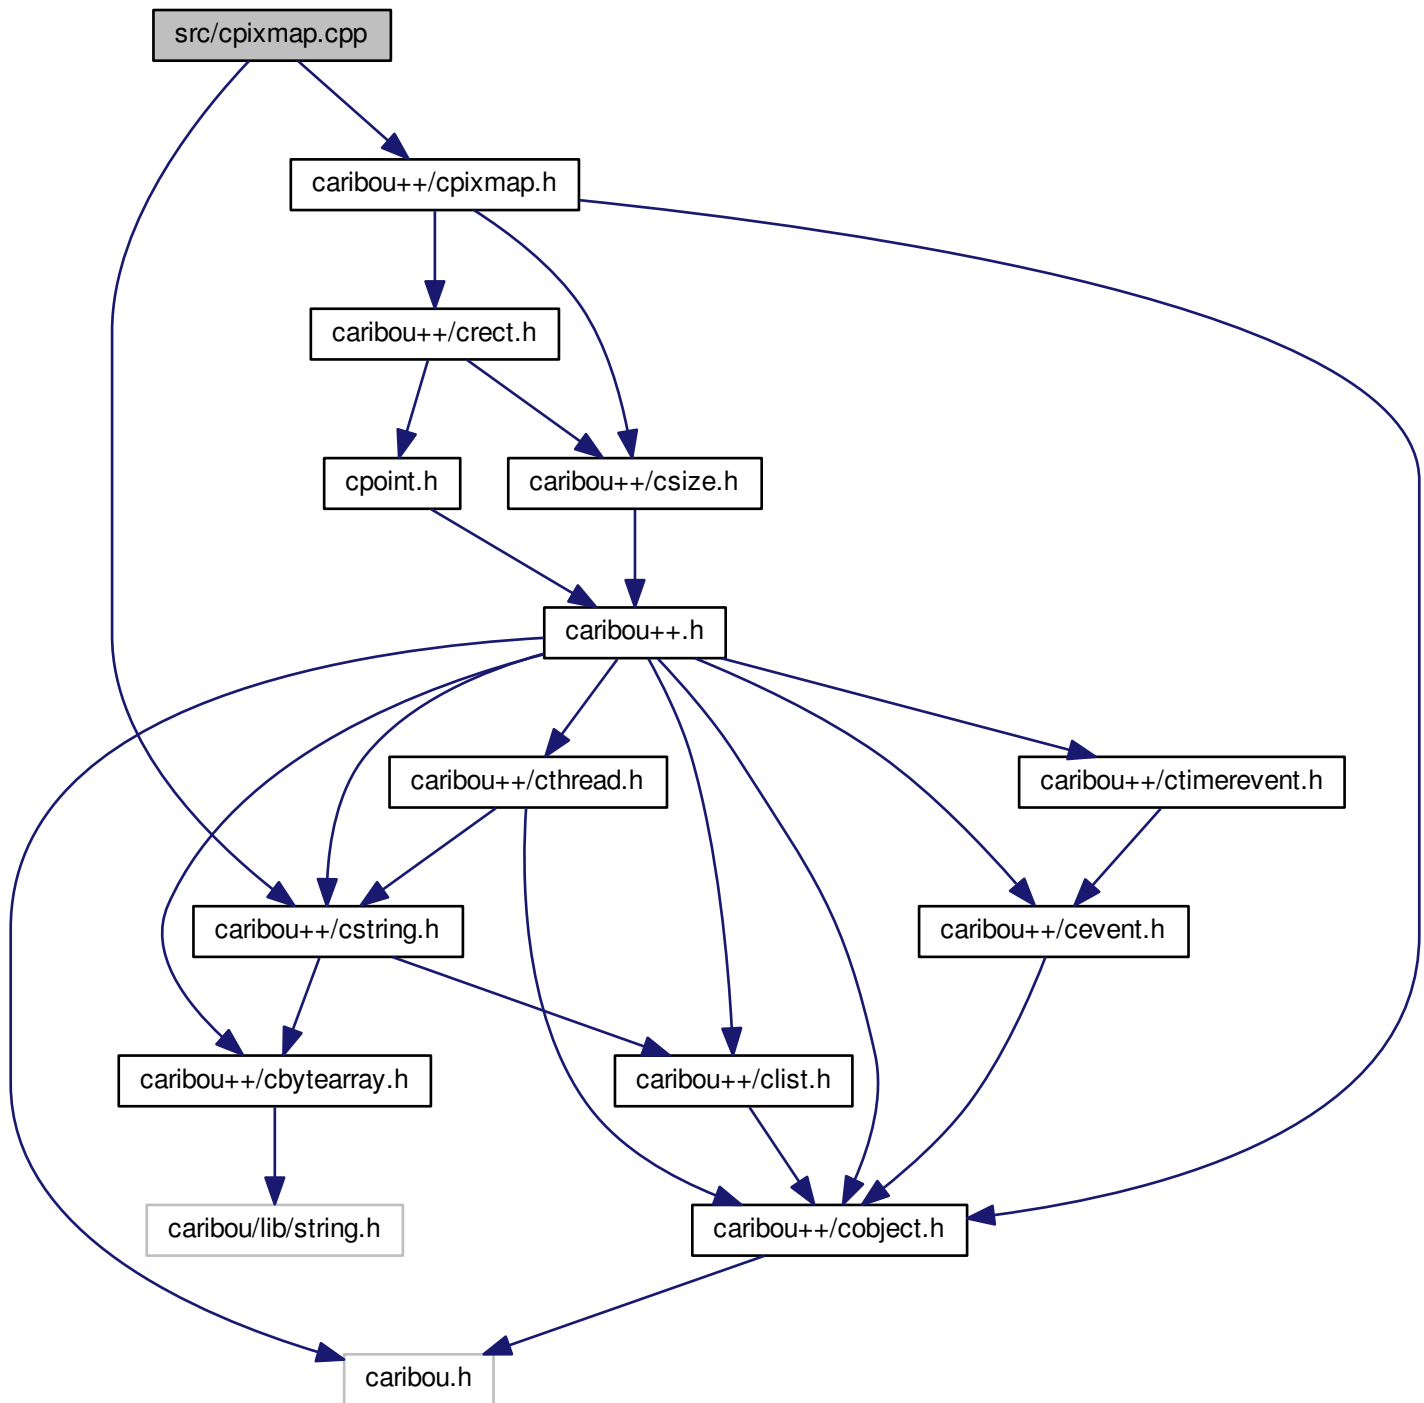 src/cpixmap.cpp
caribou++/cpixmap.h
caribou++/crect.h
cpoint.h
caribou++/csize.h
caribou++.h
caribou++/cthread.h
caribou++/ctimerevent.h
caribou++/cstring.h
caribou++/cevent.h
caribou++/cbytearray.h
caribou++/clist.h
caribou/lib/string.h
caribou++/cobject.h
caribou.h